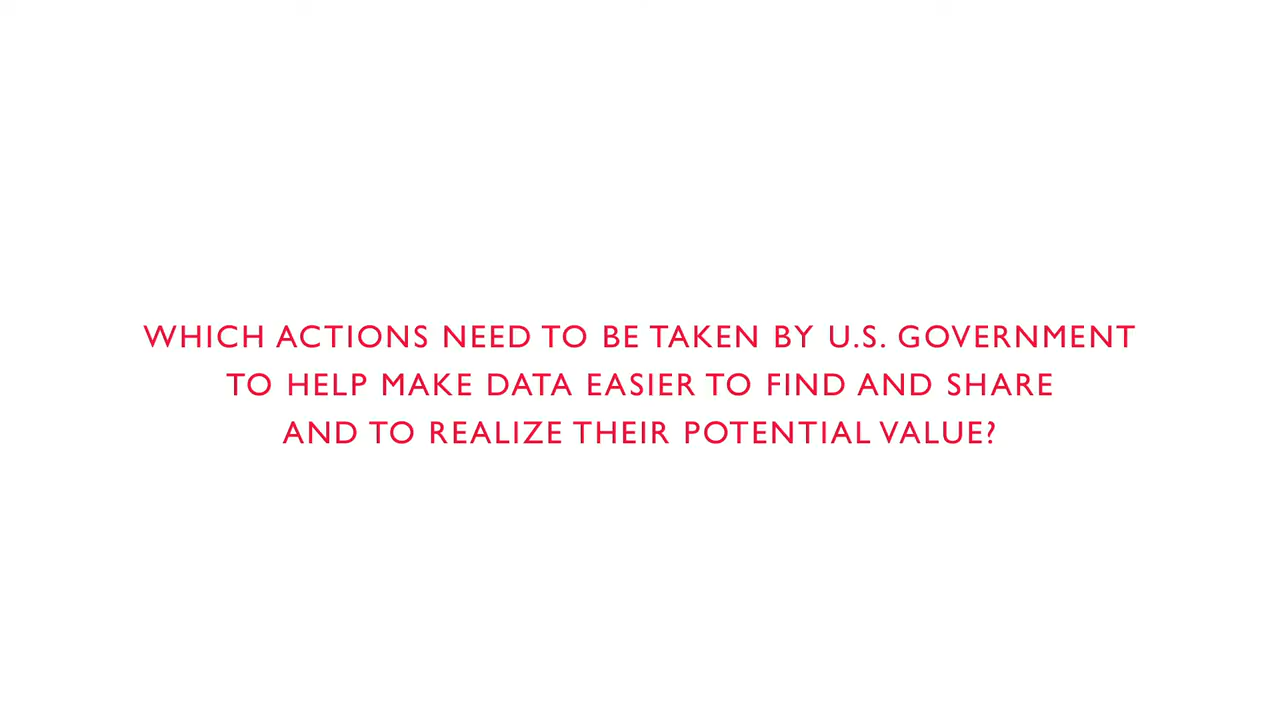 WHICH ACTIONS NEED TO BE TAKEN BY U.S. GOVERNMENT
TO HELP MAKE DATA EASIER TO FIND AND SHARE
AND TO REALIZE THEIR POTENTIAL VALUE?